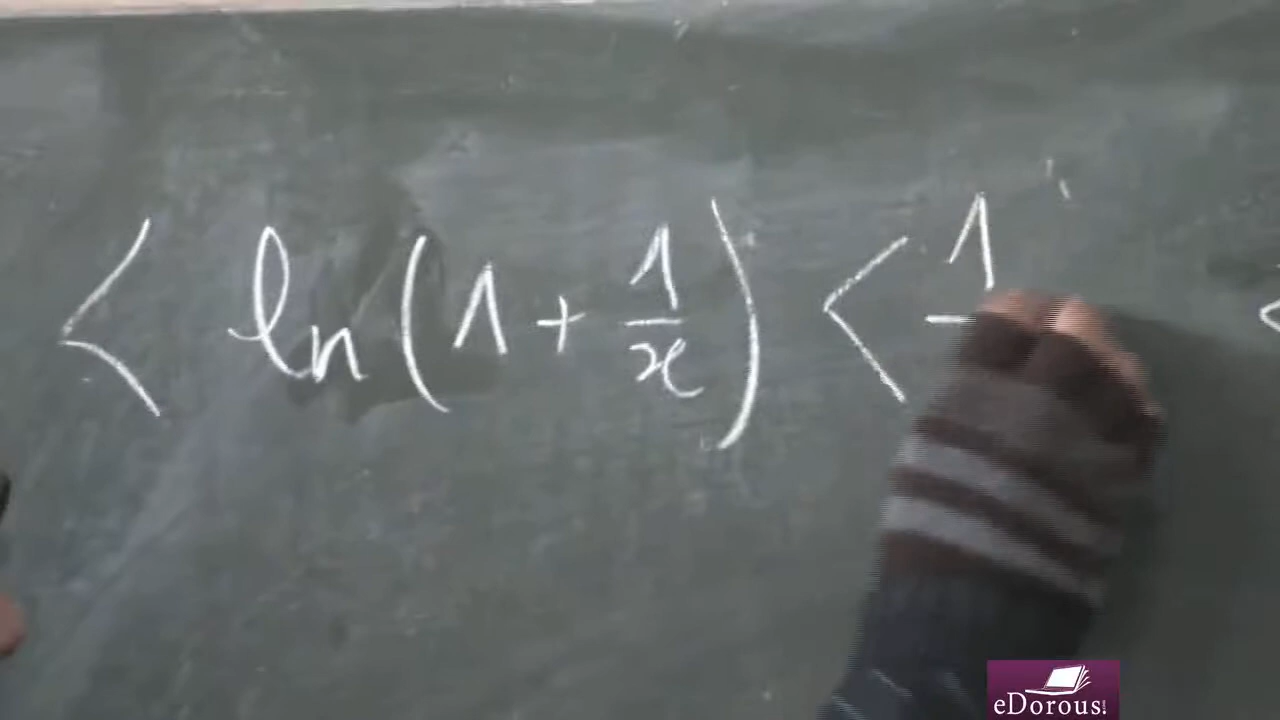 < ln(1 + 1/x) < 1/ <
eDorous